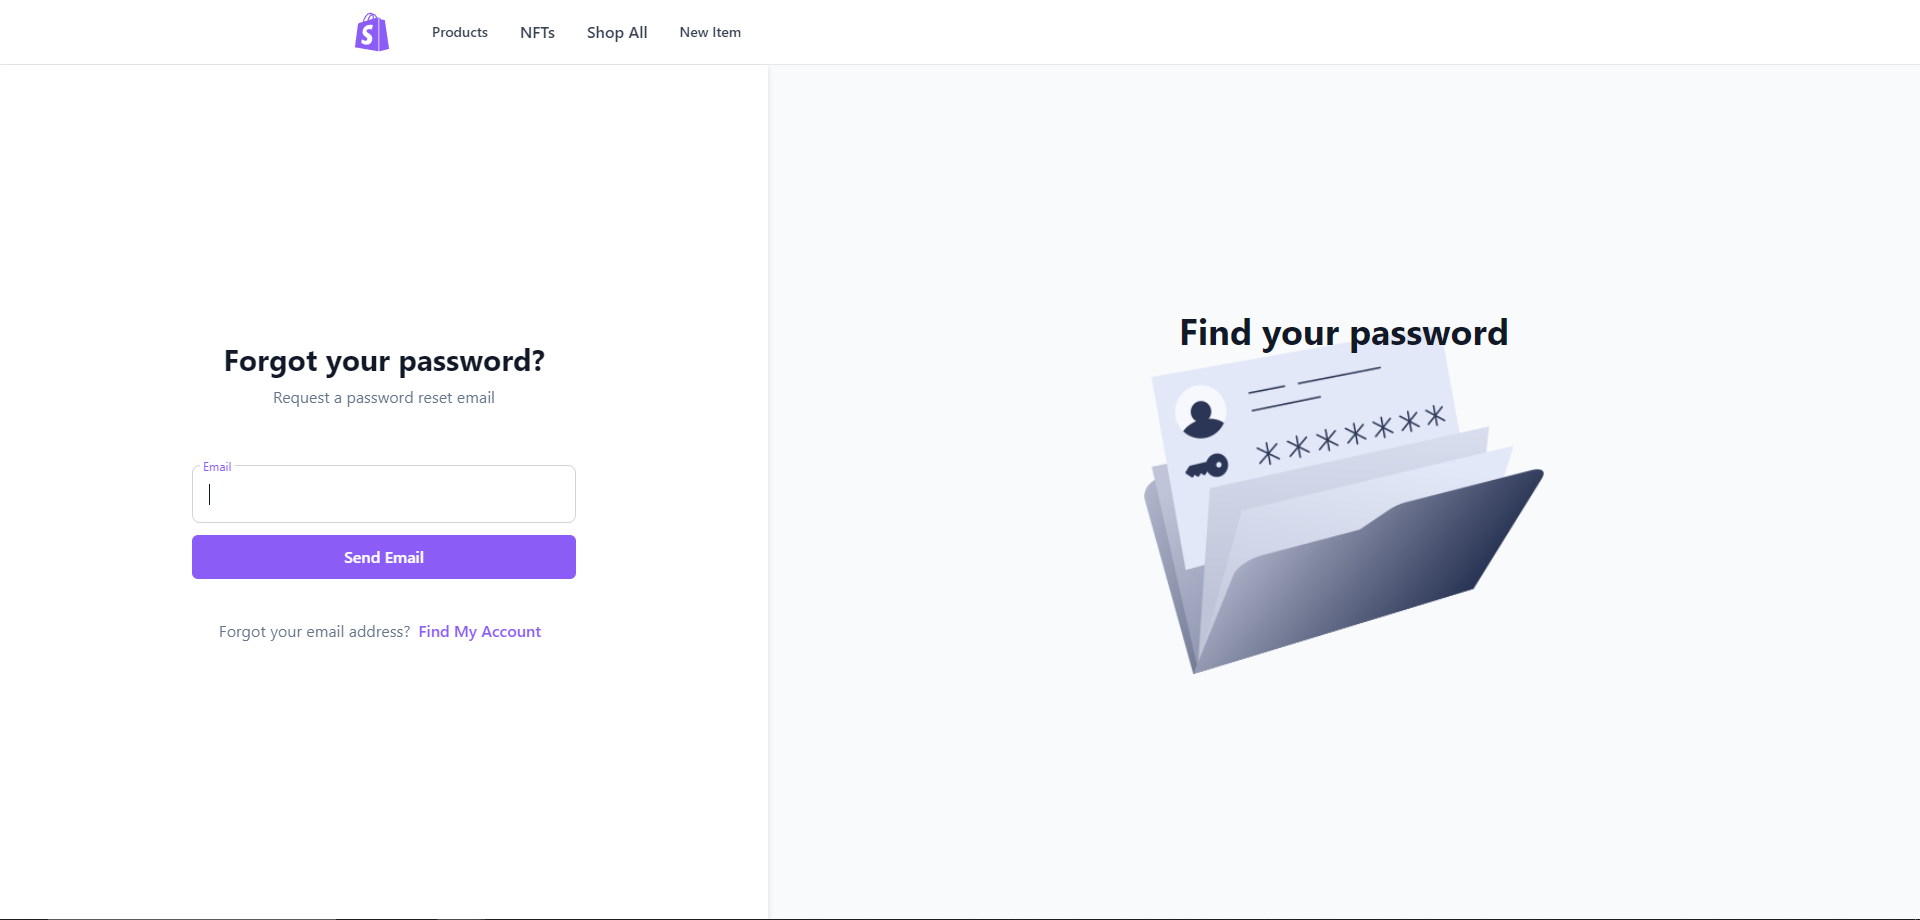 Products
NFTs
Shop All
New Item
Forgot your password?
Request a password reset email
Email
Send Email
Forgot your email address? Find My Account
Find your password
*******